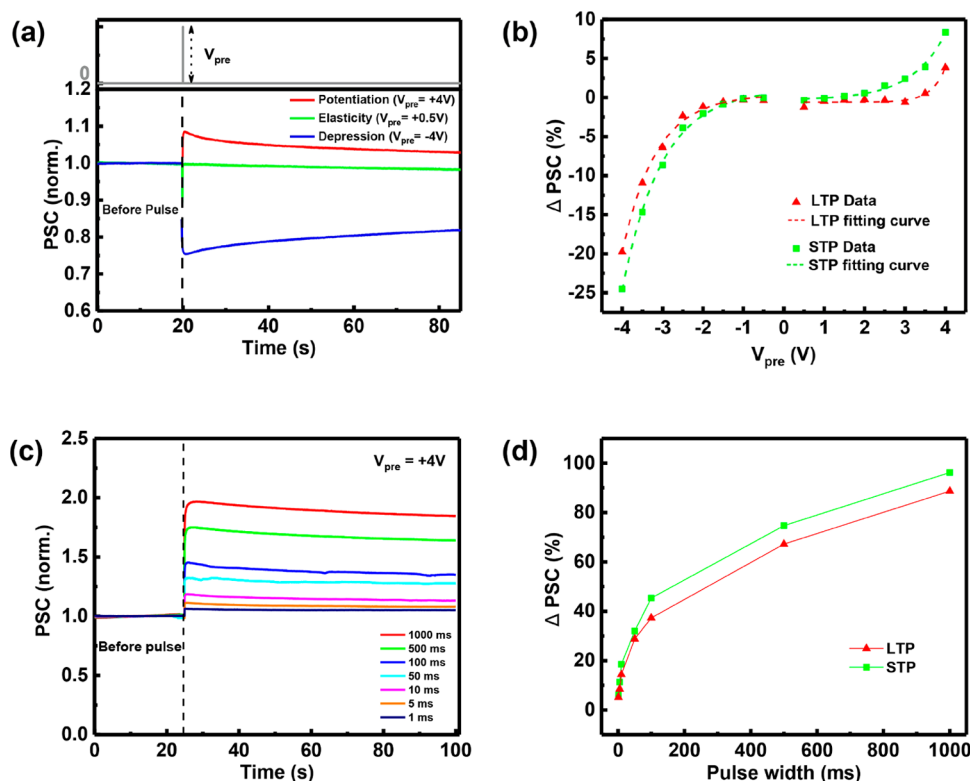 (a)
0
V_pre
1.2
1.1
1.0
0.9
0.8
0.7
0.6
PSC (norm.)
Potentiation (V_pre= +4V)
Elasticity (V_pre= +0.5V)
Depression (V_pre= -4V)
Before Pulse
0 20 40 60 80
Time (s)
(b)
10
5
0
-5
-10
-15
-20
-25
Δ PSC (%)
LTP Data
LTP fitting curve
STP Data
STP fitting curve
-4 -3 -2 -1 0 1 2 3 4
V_pre (V)
(c)
2.5
2.0
1.5
1.0
0.5
0.0
PSC (norm.)
V_pre = +4V
Before pulse
1000 ms
500 ms
100 ms
50 ms
10 ms
5 ms
1 ms
0 20 40 60 80 100
Time (s)
(d)
100
80
60
40
20
0
Δ PSC (%)
LTP
STP
0 200 400 600 800 1000
Pulse width (ms)